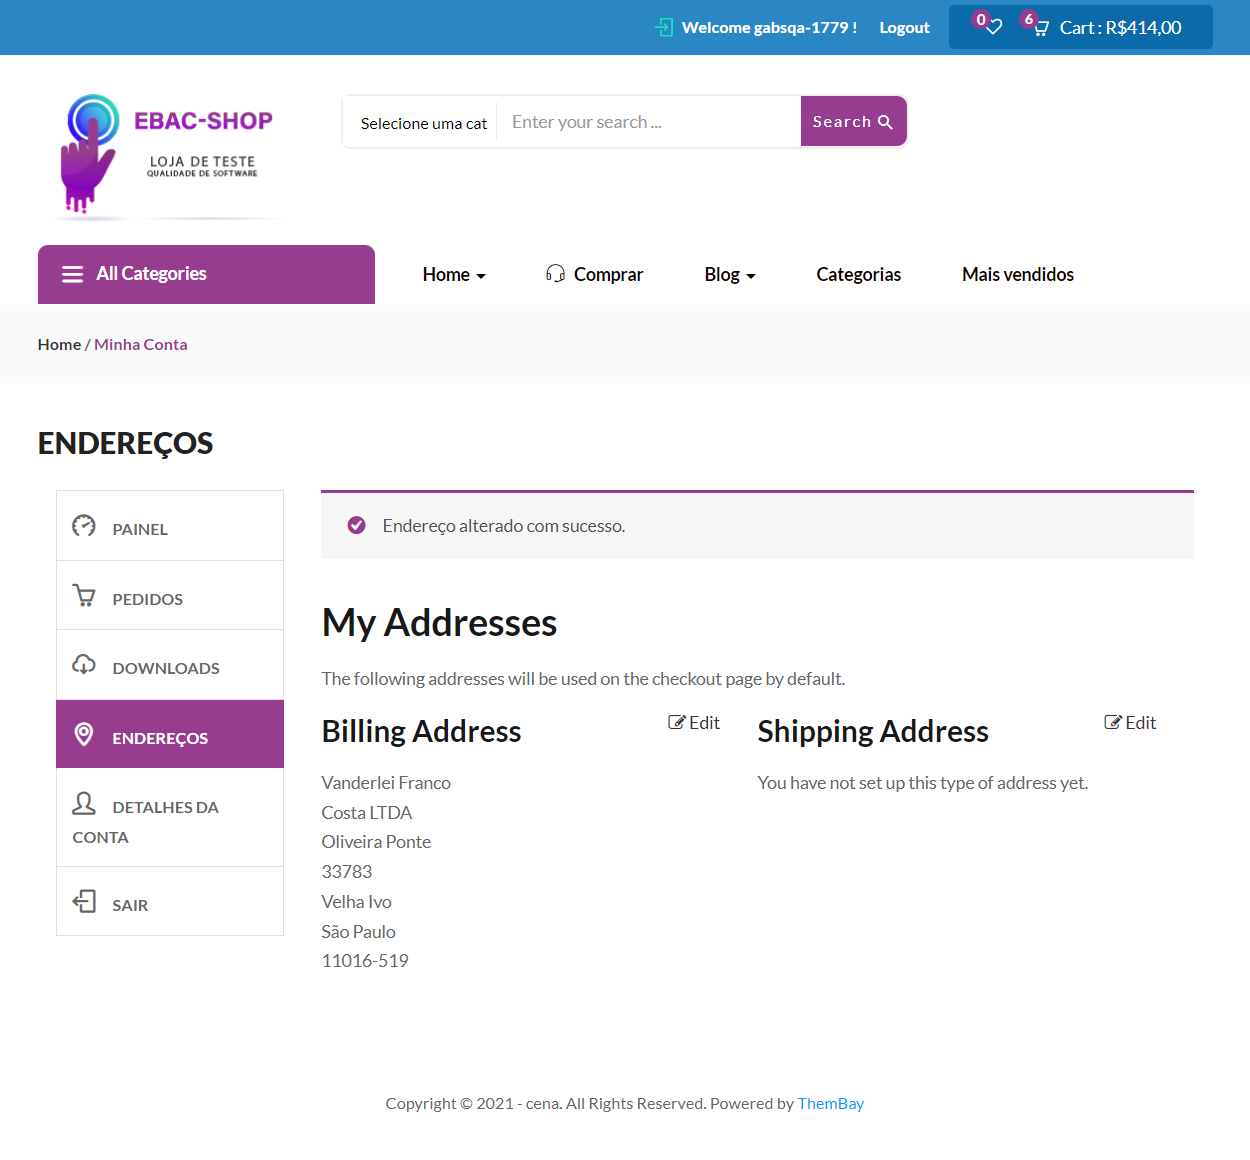 Welcome gabsqa-1779 !
Logout
0
6
Cart : R$414,00
EBAC-SHOP
LOJA DE TESTE
QUALIDADE DE SOFTWARE
Selecione uma cat
Enter your search ...
Search
All Categories
Home
Comprar
Blog
Categorias
Mais vendidos
Home / Minha Conta
ENDEREÇOS
PAINEL
PEDIDOS
DOWNLOADS
ENDEREÇOS
DETALHES DA
CONTA
SAIR
Endereço alterado com sucesso.
My Addresses
The following addresses will be used on the checkout page by default.
Billing Address
Edit
Vanderlei Franco
Costa LTDA
Oliveira Ponte
33783
Velha Ivo
São Paulo
11016-519
Shipping Address
Edit
You have not set up this type of address yet.
Copyright © 2021 - cena. All Rights Reserved. Powered by ThemBay